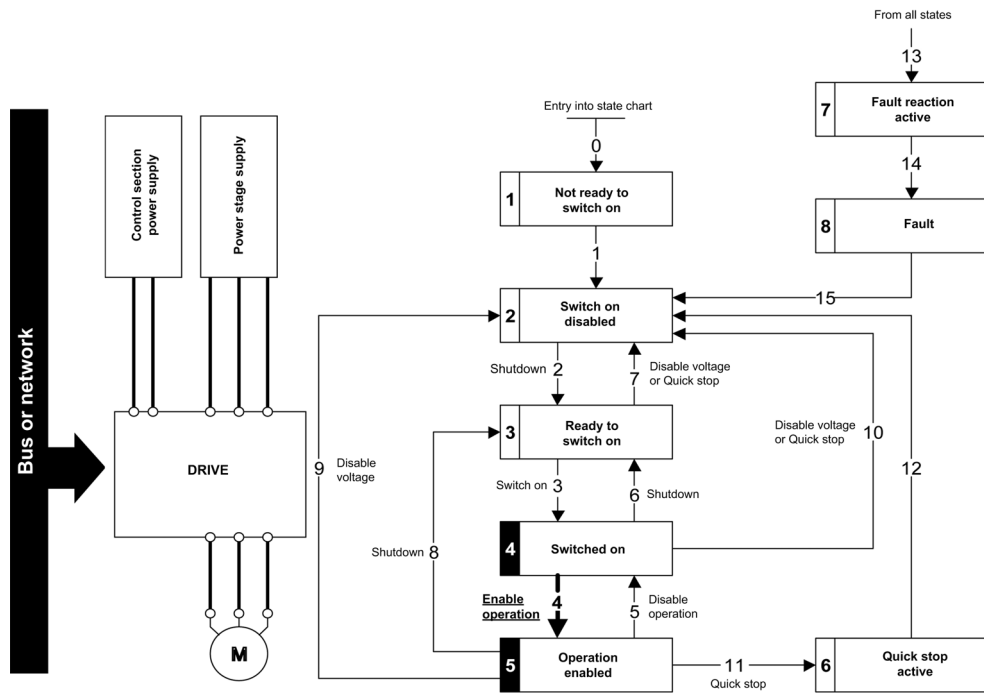 From all states
13
7
Fault reaction
active
14
8
Fault
15
Entry into state chart
0
1
Not ready to
switch on
1
2
Switch on
disabled
Shutdown 2
7
Disable voltage
or Quick stop
3
Ready to
switch on
Switch on 3
6 Shutdown
4
Switched on
Enable
operation
4
5
Disable
operation
5
Operation
enabled
11
Quick stop
6
Quick stop
active
Disable voltage
or Quick stop
10
12
9
Disable
voltage
Shutdown 8
Bus or network
Control section
power supply
Power stage supply
DRIVE
M